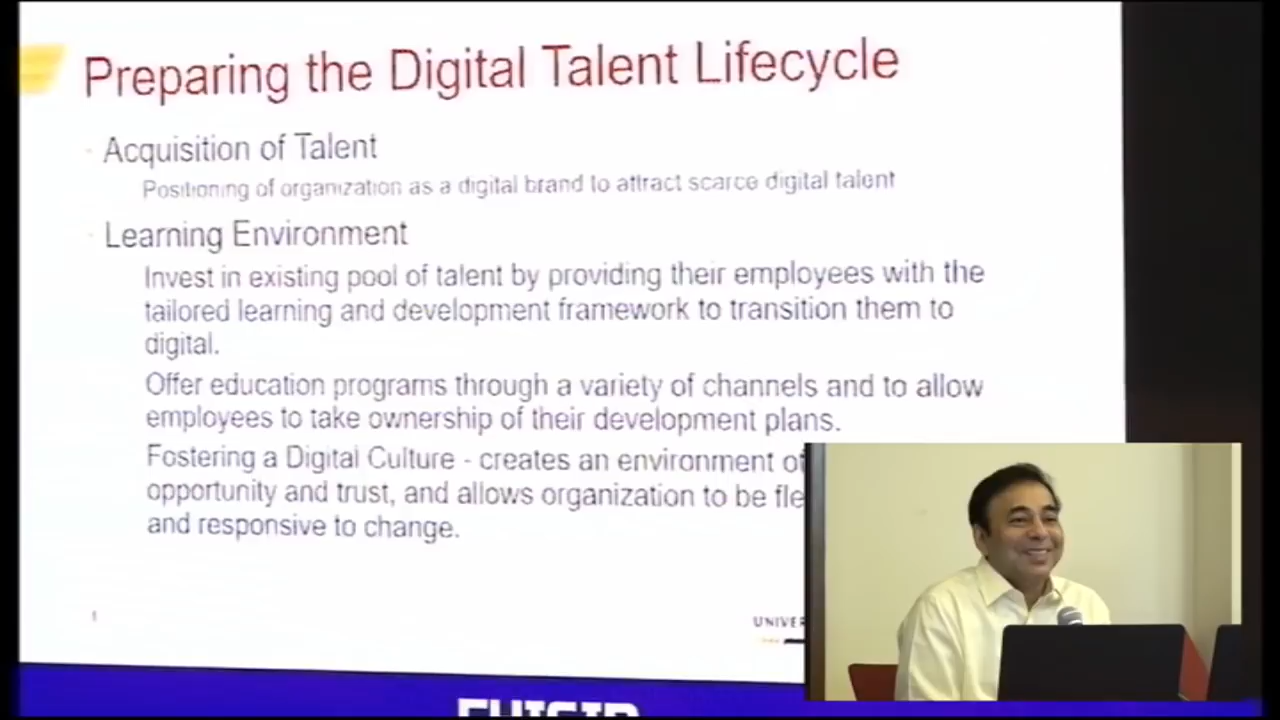 Preparing the Digital Talent Lifecycle
Acquisition of Talent
Positioning of organization as a digital brand to attract scarce digital talent
Learning Environment
Invest in existing pool of talent by providing their employees with the
tailored learning and development framework to transition them to
digital.
Offer education programs through a variety of channels and to allow
employees to take ownership of their development plans.
Fostering a Digital Culture - creates an environment of
opportunity and trust, and allows organization to be fle
and responsive to change.
UNIVER